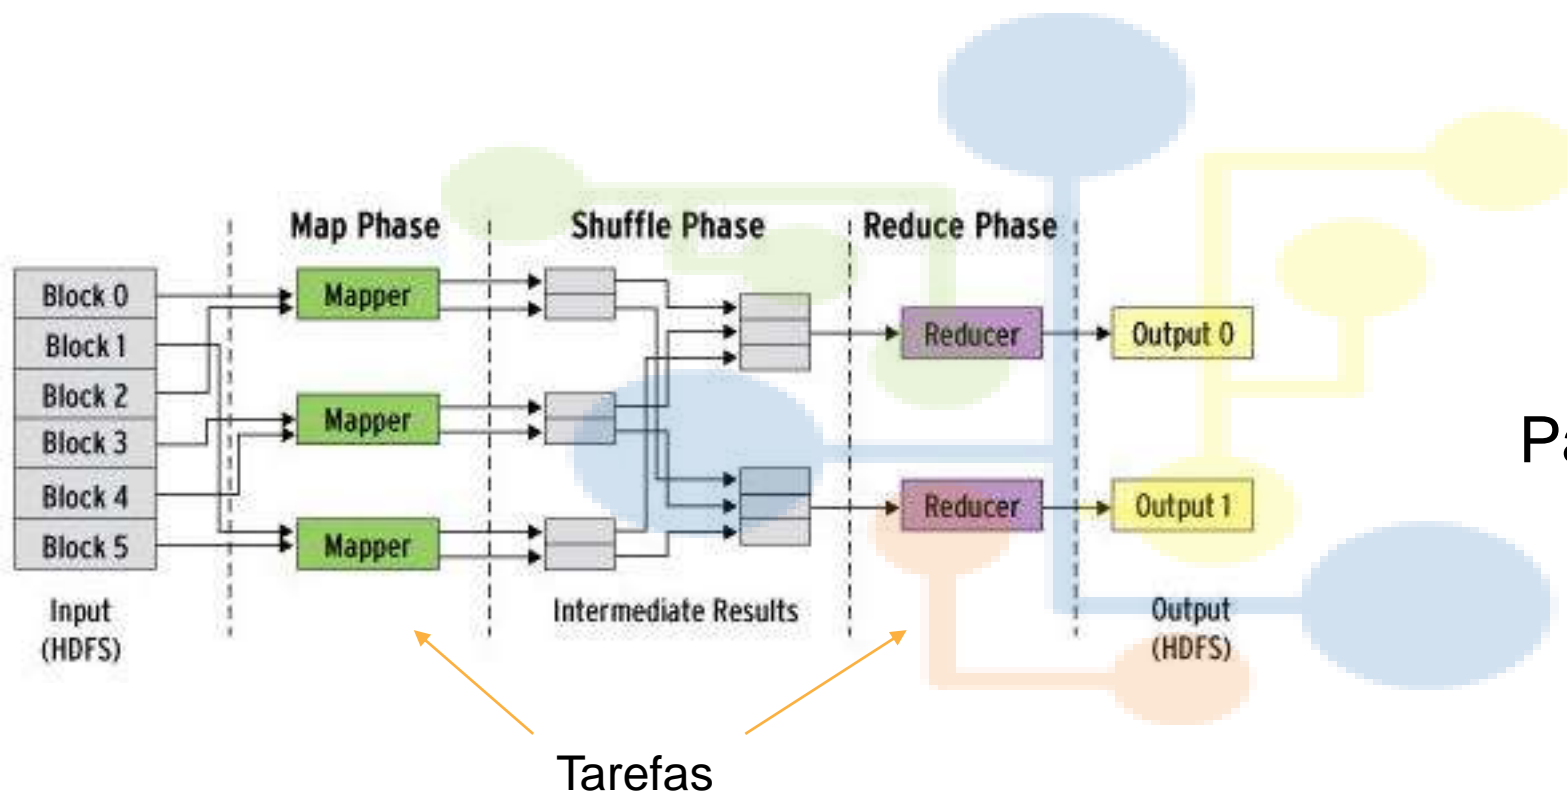 Map Phase
Shuffle Phase
Reduce Phase
Block 0
Block 1
Block 2
Block 3
Block 4
Block 5
Mapper
Mapper
Mapper
Reducer
Reducer
Output 0
Output 1
Input
(HDFS)
Intermediate Results
Output
(HDFS)
Tarefas